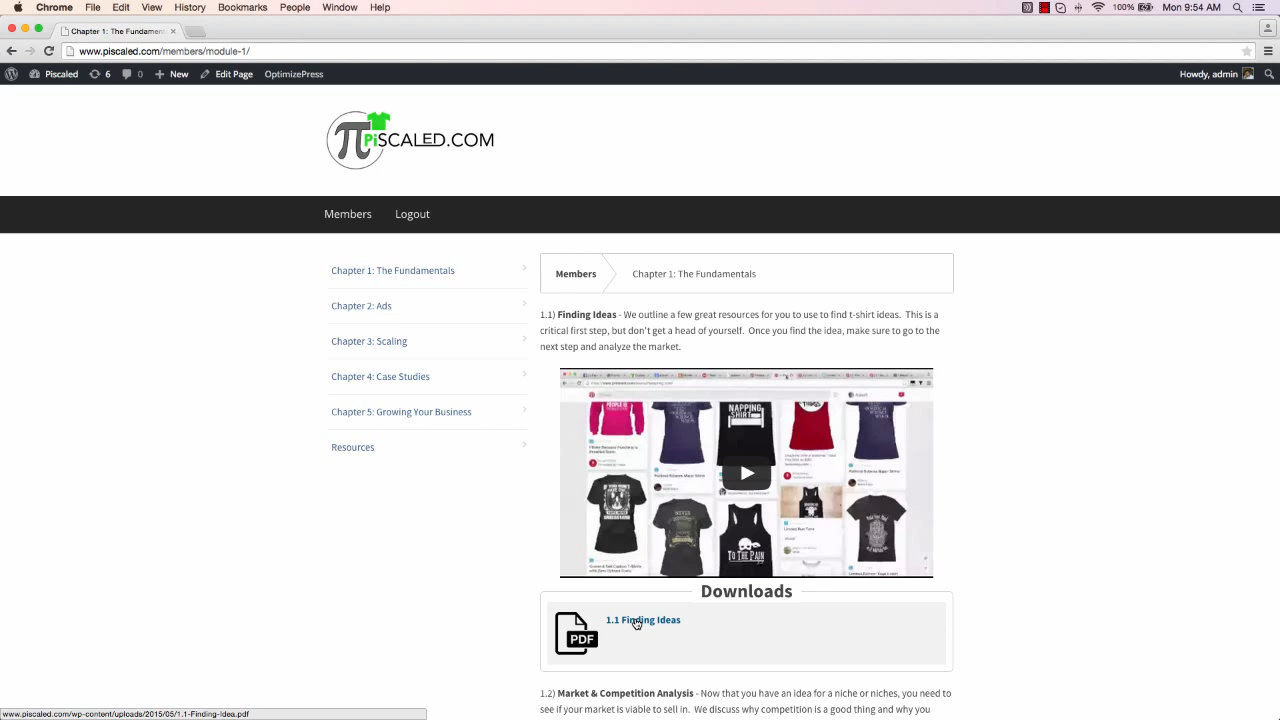 Chrome File Edit View History Bookmarks People Window Help 100% Mon 9:54 AM
Chapter 1: The Fundament
www.piscaled.com/members/module-1/
Piscaled 6 0 New Edit Page OptimizePress Howdy, admin
PiSCALED.COM
Members Logout
Chapter 1: The Fundamentals
Chapter 2: Ads
Chapter 3: Scaling
Chapter 4: Case Studies
Chapter 5: Growing Your Business
Resources
Members Chapter 1: The Fundamentals
1.1) Finding Ideas - We outline a few great resources for you to use to find t-shirt ideas. This is a
critical first step, but don't get a head of yourself. Once you find the idea, make sure to go to the
next step and analyze the market.
NAPPING
SHIRT
TO THE PAIN
Downloads
PDF
1.1 Finding Ideas
1.2) Market & Competition Analysis - Now that you have an idea for a niche or niches, you need to
see if your market is viable to sell in. We discuss why competition is a good thing and why you
www.piscaled.com/wp-content/uploads/2015/05/1.1-Finding-Idea.pdf